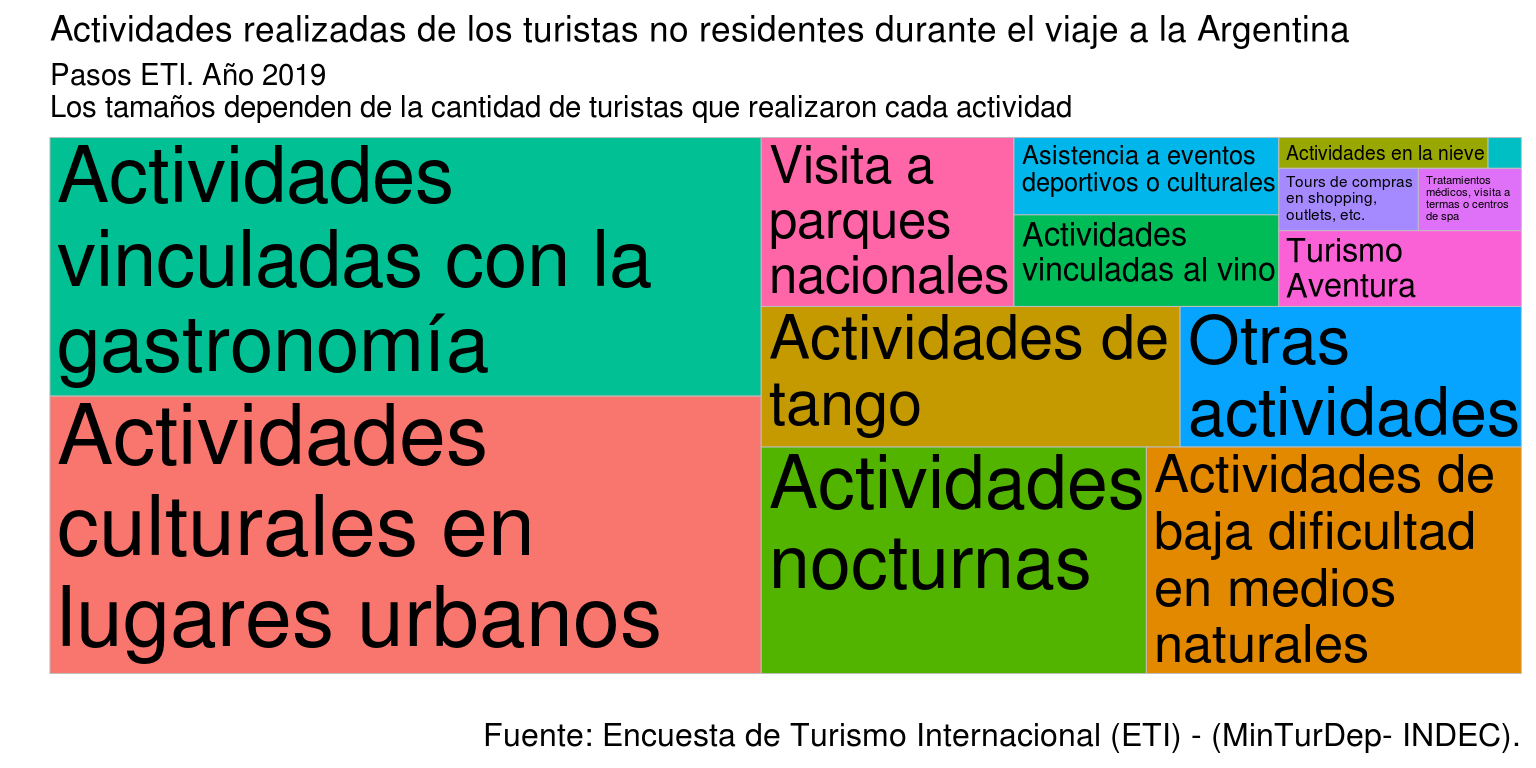 Actividades realizadas de los turistas no residentes durante el viaje a la Argentina
Pasos ETI. Año 2019
Los tamaños dependen de la cantidad de turistas que realizaron cada actividad
Actividades
vinculadas con la
gastronomía
Actividades
culturales en
lugares urbanos
Visita a
parques
nacionales
Asistencia a eventos
deportivos o culturales
Actividades
vinculadas al vino
Actividades en la nieve
Tours de compras
en shopping,
outlets, etc.
Tratamientos
médicos, visita a
termas o centros
de spa
Turismo
Aventura
Actividades de
tango
Otras
actividades
Actividades
nocturnas
Actividades de
baja dificultad
en medios
naturales
Fuente: Encuesta de Turismo Internacional (ETI) - (MinTurDep- INDEC).